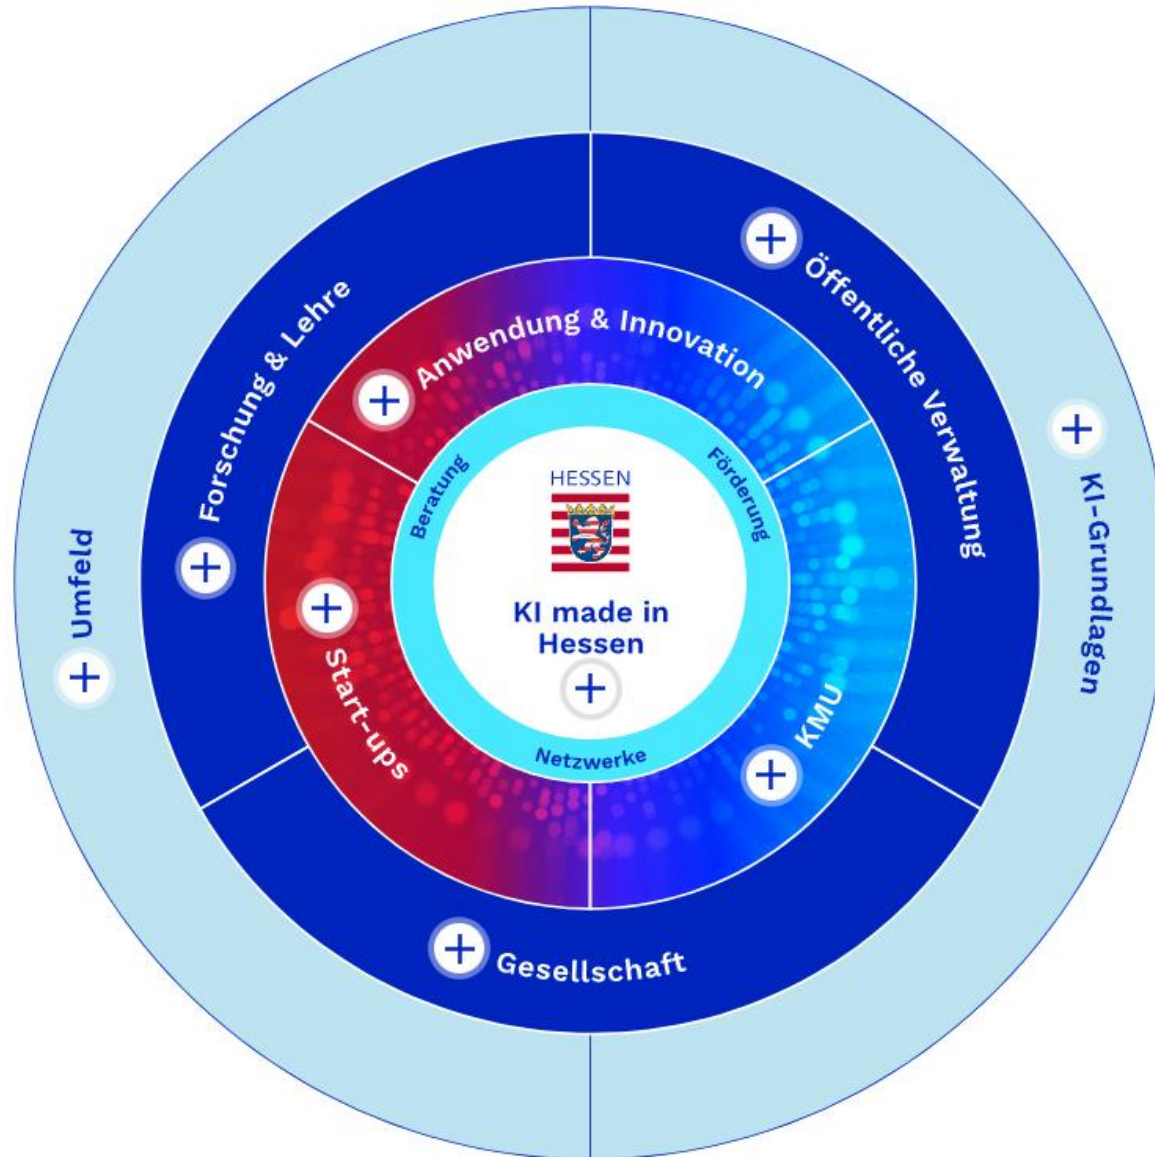 Öffentliche Verwaltung
Forschung & Lehre
Anwendung & Innovation
KI-Grundlagen
Beratung
Förderung
HESSEN
Umfeld
KI made in
Hessen
Start-ups
KMU
Netzwerke
Gesellschaft